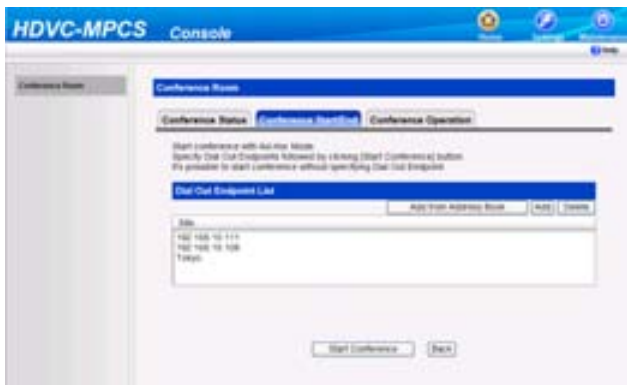 HDVC-MPCS Console
Home Settings Maintenance
Help
Conference Room
Conference Room
Conference Status Conference Start/End Conference Operation
Start conference with Ad-Hoc Mode.
Specify Dial Out Endpoints followed by clicking [Start Conference] button.
It's possible to start conference without specifying Dial Out Endpoint.
Dial Out Endpoint List
Add from Address Book Add Delete
Site
192.168.10.111
192.168.10.108
Tokyo
Start Conference Back